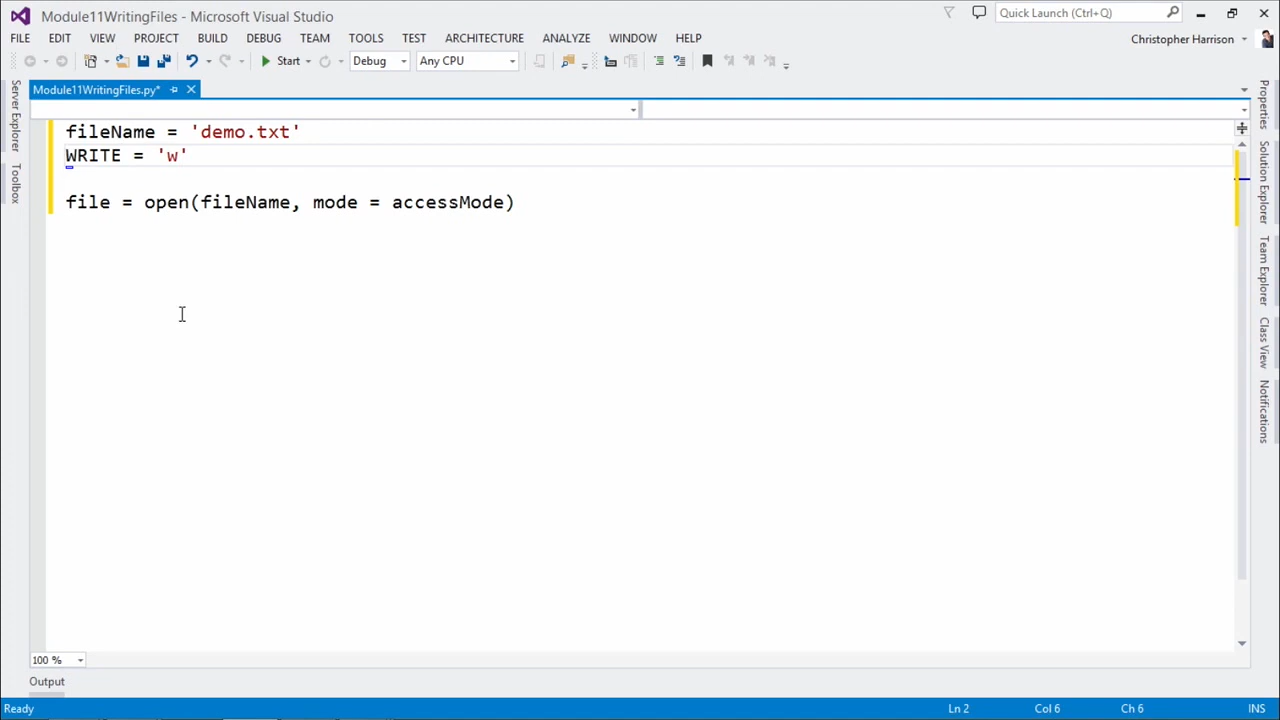 Module11WritingFiles - Microsoft Visual Studio
Quick Launch (Ctrl+Q)
FILE EDIT VIEW PROJECT BUILD DEBUG TEAM TOOLS TEST ARCHITECTURE ANALYZE WINDOW HELP
Christopher Harrison
Start Debug Any CPU
Module11WritingFiles.py*
fileName = 'demo.txt'
WRITE = 'w'
file = open(fileName, mode = accessMode)
Server Explorer
Toolbox
Properties
Solution Explorer
Team Explorer
Class View
Notifications
100 %
Output
Ready Ln 2 Col 6 Ch 6 INS